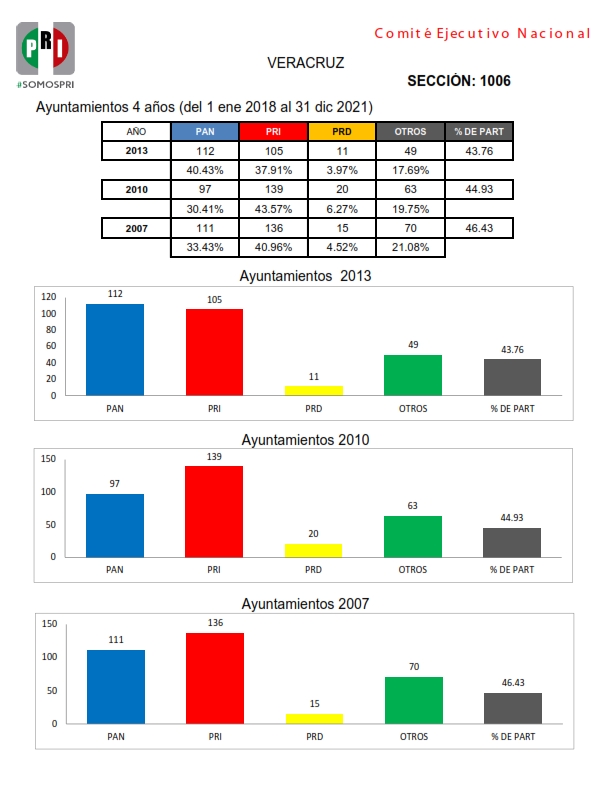 Comité Ejecutivo Nacional
PRI
#SOMOSPRI
VERACRUZ
SECCIÓN: 1006
Ayuntamientos 4 años (del 1 ene 2018 al 31 dic 2021)
AÑO PAN PRI PRD OTROS % DE PART
2013 112 105 11 49 43.76
40.43% 37.91% 3.97% 17.69%
2010 97 139 20 63 44.93
30.41% 43.57% 6.27% 19.75%
2007 111 136 15 70 46.43
33.43% 40.96% 4.52% 21.08%
Ayuntamientos 2013
120
100
80
60
40
20
0
112
105
11
49
43.76
PAN PRI PRD OTROS % DE PART
Ayuntamientos 2010
150
100
50
0
97
139
20
63
44.93
PAN PRI PRD OTROS % DE PART
Ayuntamientos 2007
150
100
50
0
111
136
15
70
46.43
PAN PRI PRD OTROS % DE PART